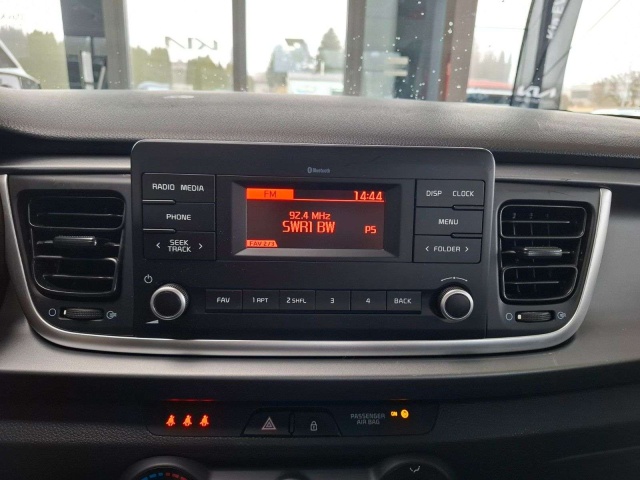 KIA
Bluetooth
RADIO MEDIA
PHONE
SEEK
TRACK
FM 14:44
92.4 MHz
SWR1 BW P5
FAV 2/3
DISP CLOCK
MENU
FOLDER
FAV 1 RPT 2 SHFL 3 4 BACK
PASSENGER
AIR BAG
ON